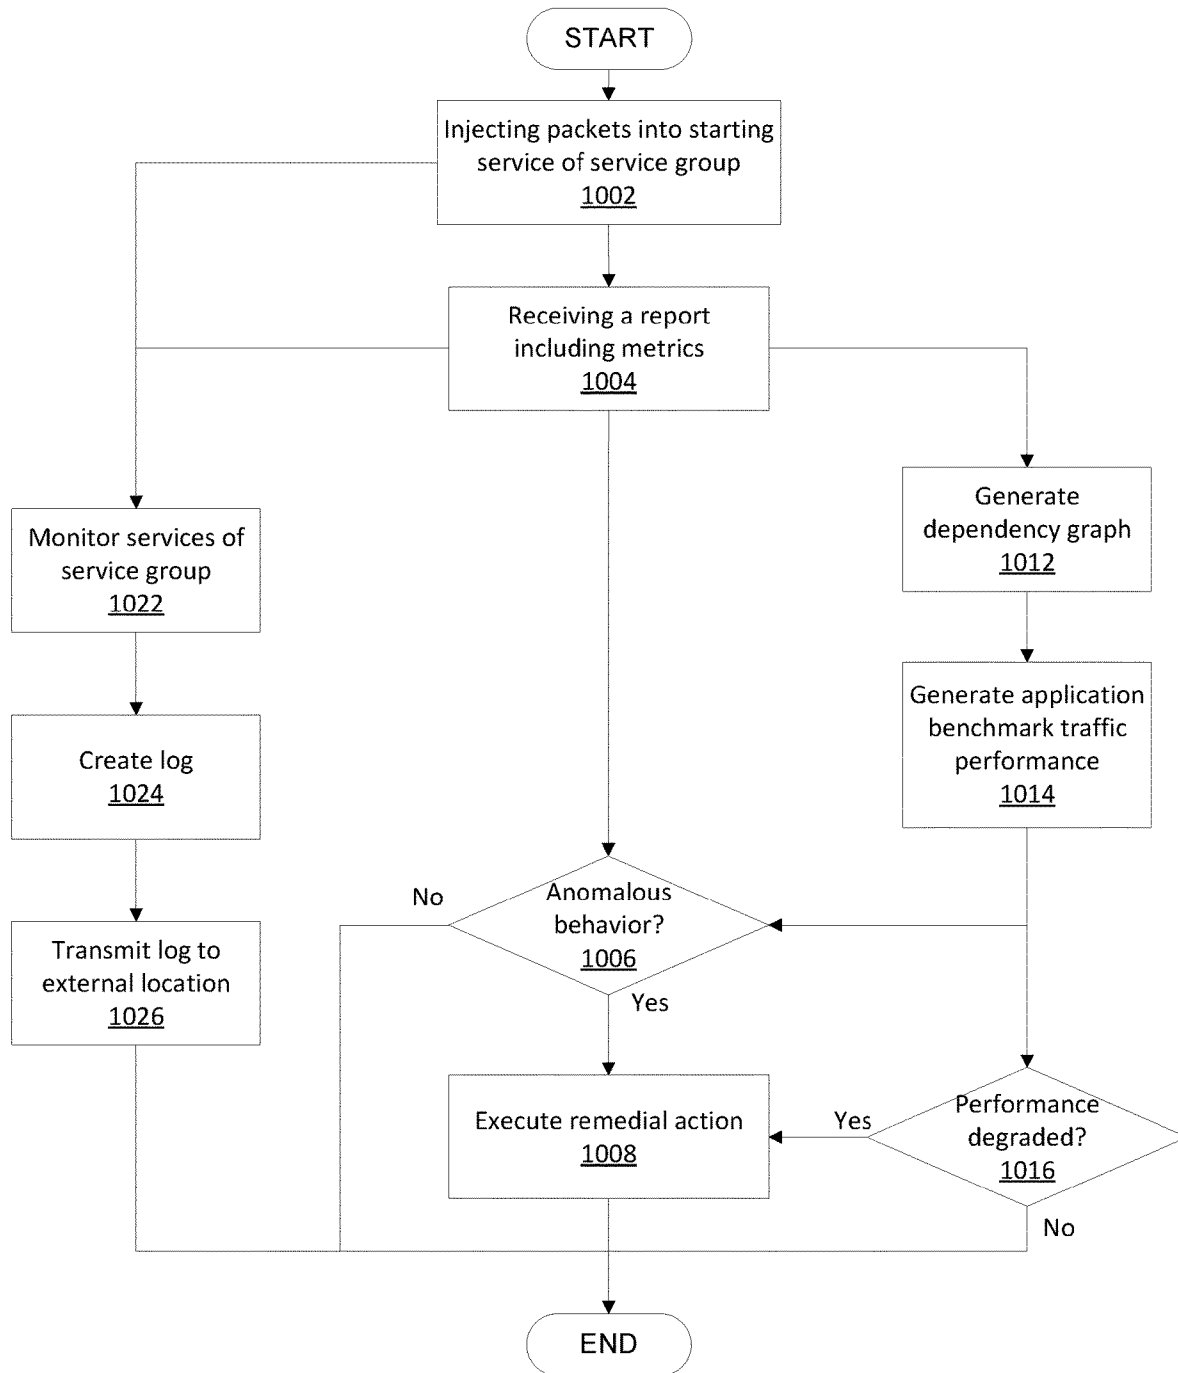 START
Injecting packets into starting
service of service group
1002
Receiving a report
including metrics
1004
Monitor services of
service group
1022
Generate
dependency graph
1012
Create log
1024
Generate application
benchmark traffic
performance
1014
Transmit log to
external location
1026
No
Anomalous
behavior?
1006
Yes
Execute remedial action
1008
Yes
Performance
degraded?
1016
No
END